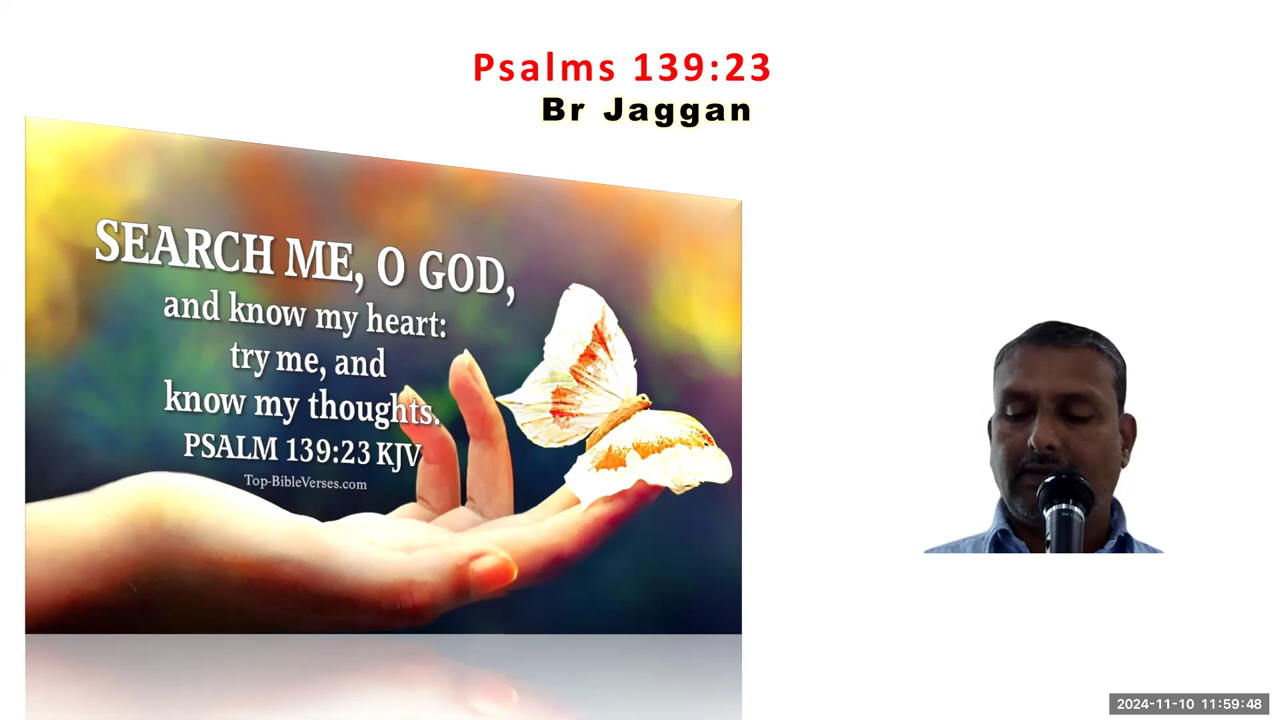 Psalms 139:23
Br Jaggan
SEARCH ME, O GOD,
and know my heart:
try me, and
know my thoughts.
PSALM 139:23 KJV
Top-BibleVerses.com
2024-11-10 11:59:48